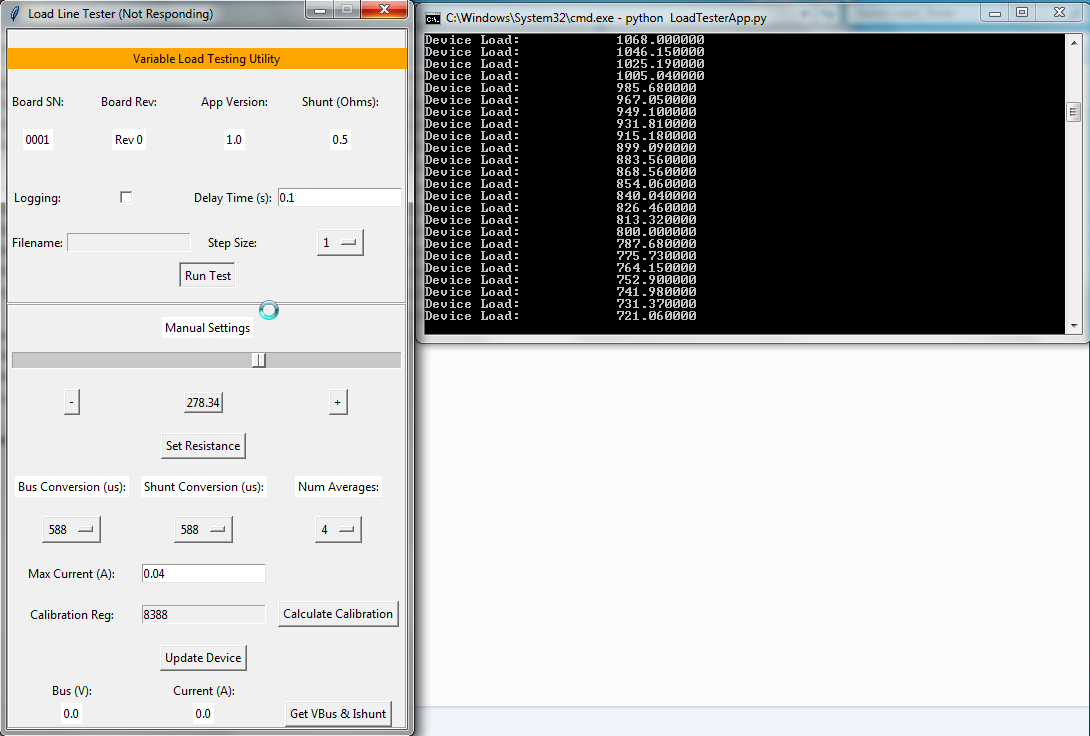 Load Line Tester (Not Responding)
Variable Load Testing Utility
Board SN: Board Rev: App Version: Shunt (Ohms):
0001 Rev 0 1.0 0.5
Logging: Delay Time (s): 0.1
Filename: Step Size: 1
Run Test
Manual Settings
- 278.34 +
Set Resistance
Bus Conversion (us): Shunt Conversion (us): Num Averages:
588 588 4
Max Current (A): 0.04
Calibration Reg: 8388 Calculate Calibration
Update Device
Bus (V): Current (A):
0.0 0.0 Get VBus & Ishunt
C:\Windows\System32\cmd.exe - python LoadTesterApp.py
Device Load: 1068.000000
Device Load: 1046.150000
Device Load: 1025.190000
Device Load: 1005.040000
Device Load: 985.680000
Device Load: 967.050000
Device Load: 949.100000
Device Load: 931.810000
Device Load: 915.180000
Device Load: 899.090000
Device Load: 883.560000
Device Load: 868.560000
Device Load: 854.060000
Device Load: 840.040000
Device Load: 826.460000
Device Load: 813.320000
Device Load: 800.000000
Device Load: 787.680000
Device Load: 775.730000
Device Load: 764.150000
Device Load: 752.900000
Device Load: 741.980000
Device Load: 731.370000
Device Load: 721.060000